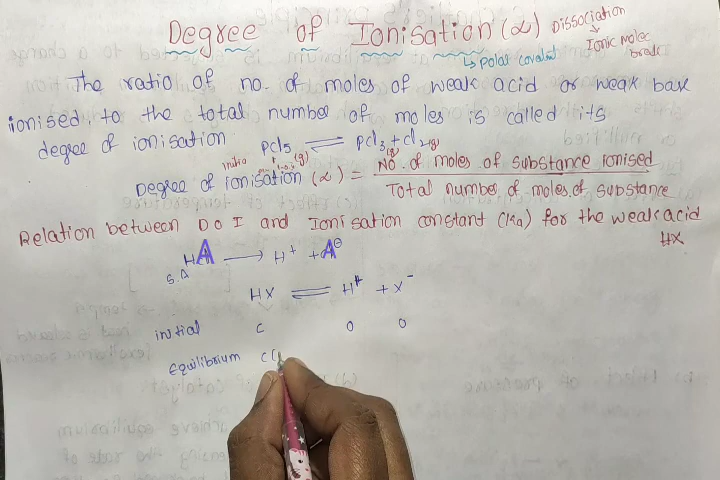 Degree of Ionisation (α) Dissociation
↳ polar covalent
↓ Ionic molec
break
The ratio of no. of moles of weak acid or weak base
ionised to the total number of moles is called its
degree of ionisation PCl5 ⇌ PCl3 + Cl2(g)
(g) (g)
initia
Degree of ionisation (α) = No. of moles of substance ionised
Total number of moles of substance
Relation between D O I and Ionisation constant (Ka) for the weak acid
HX
HA ⟶ H+ + A⊖
S.A
HX ⇌ H+ + X-
initial C 0 0
Equilibrium C(1